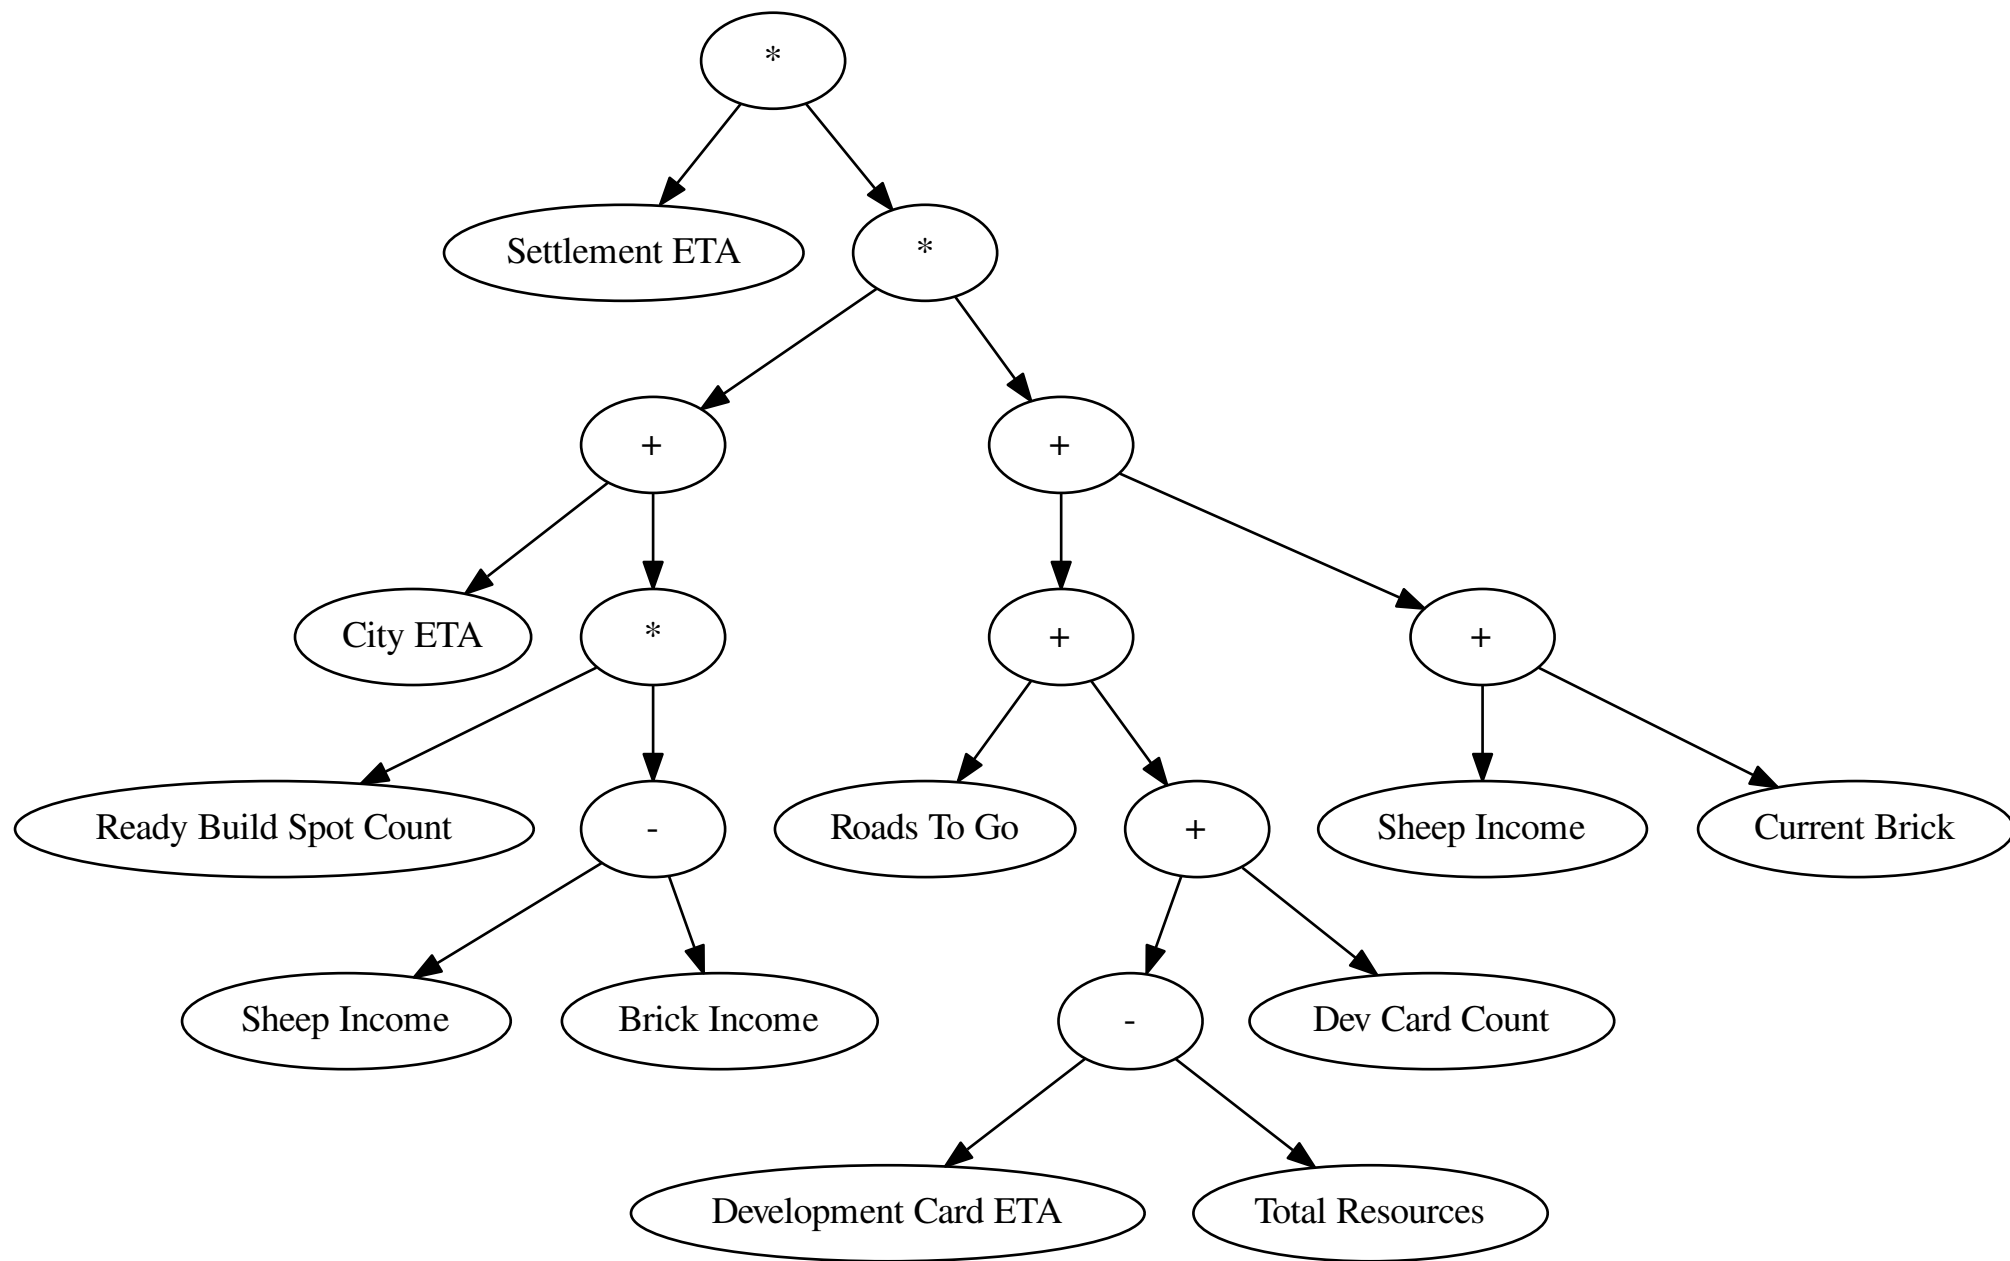 *
Settlement ETA
*
+
+
City ETA
*
+
+
Ready Build Spot Count
-
Roads To Go
+
Sheep Income
Current Brick
Sheep Income
Brick Income
-
Dev Card Count
Development Card ETA
Total Resources